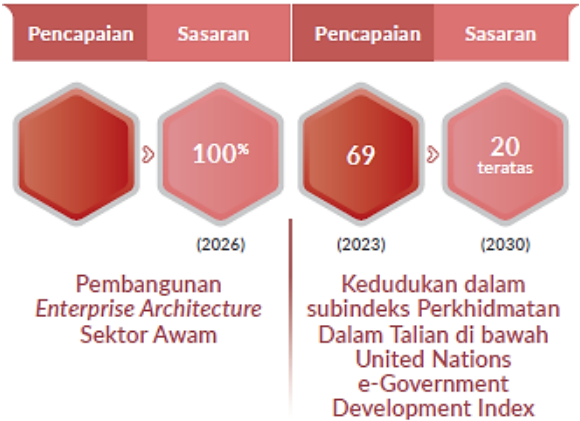 Pencapaian Sasaran Pencapaian Sasaran
100% 69 20
teratas
(2026) (2023) (2030)
Pembangunan
Enterprise Architecture
Sektor Awam
Kedudukan dalam
subindeks Perkhidmatan
Dalam Talian di bawah
United Nations
e-Government
Development Index